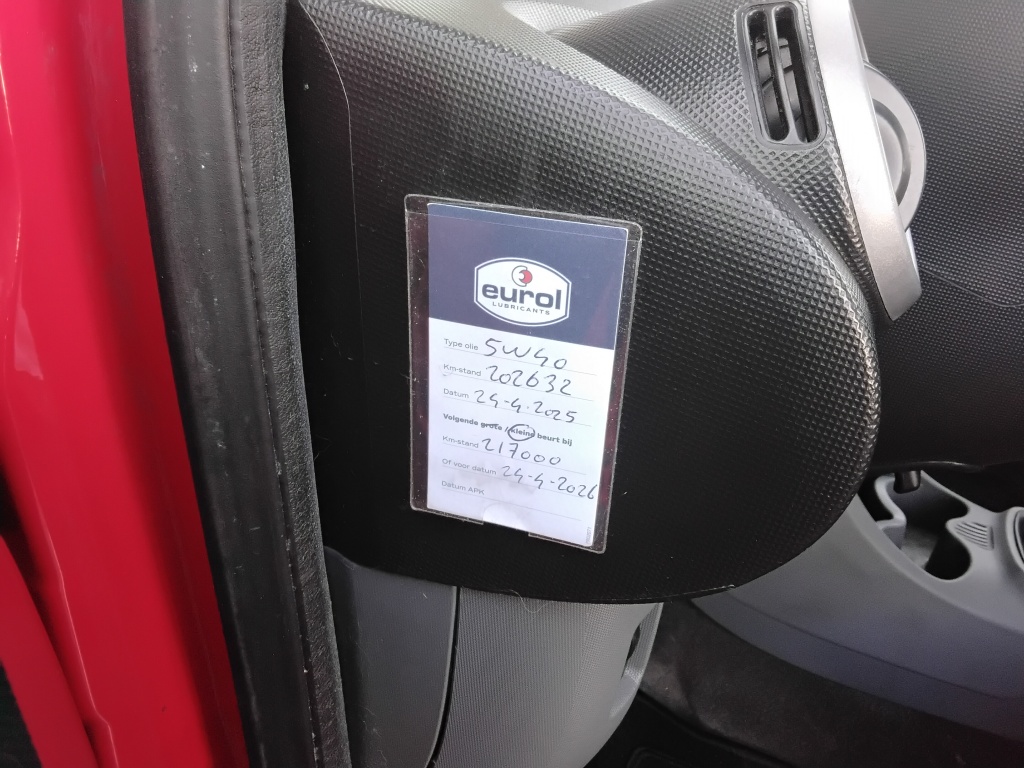 eurol
LUBRICANTS
Type olie 5W40
Km-stand 202632
Datum 24-4-2025
Volgende grote / kleine beurt bij
Km-stand 217000
Of voor datum 24-4-2026
Datum APK